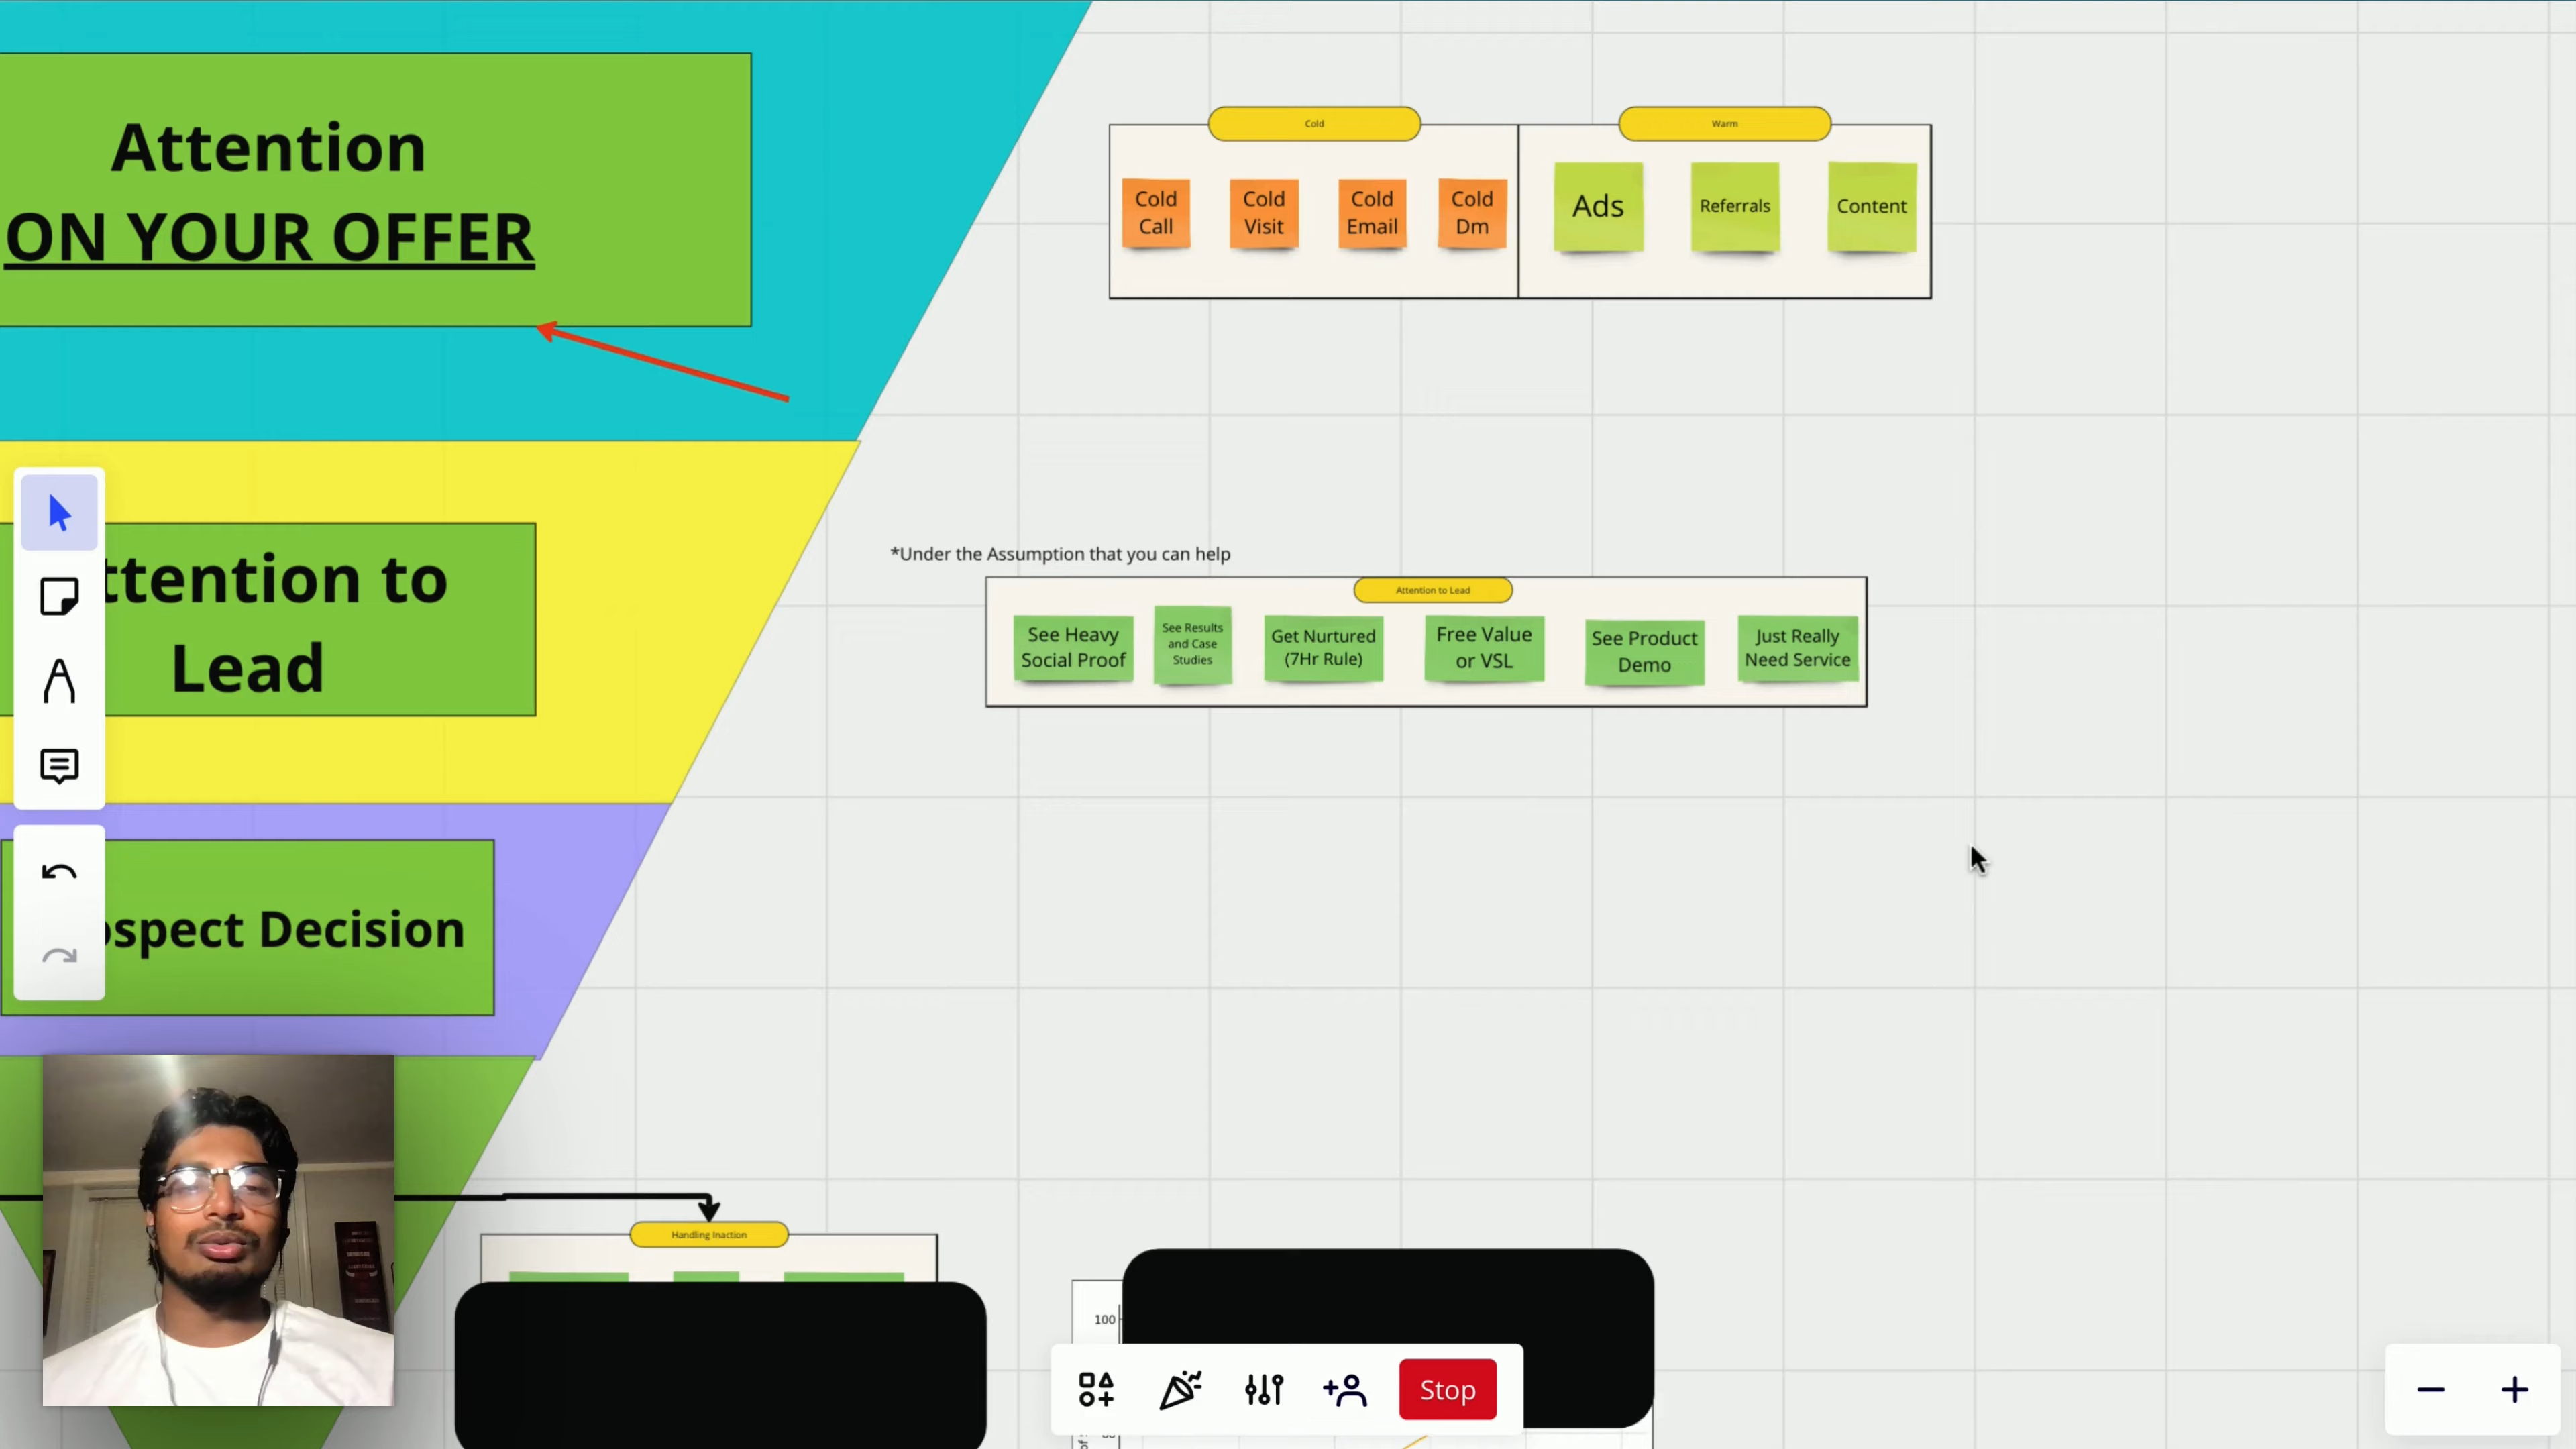 Attention
ON YOUR OFFER
Cold
Warm
Cold
Call
Cold
Visit
Cold
Email
Cold
Dm
Ads
Referrals
Content
ttention to
Lead
*Under the Assumption that you can help
Attention to Lead
See Heavy
Social Proof
See Results
and Case
Studies
Get Nurtured
(7Hr Rule)
Free Value
or VSL
See Product
Demo
Just Really
Need Service
ospect Decision
Handling Inaction
100
Stop